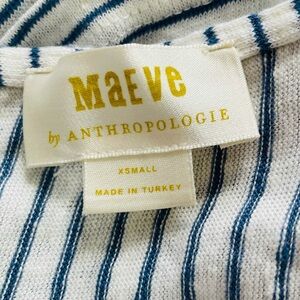 MaEVe
by ANTHROPOLOGIE
XSMALL
MADE IN TURKEY